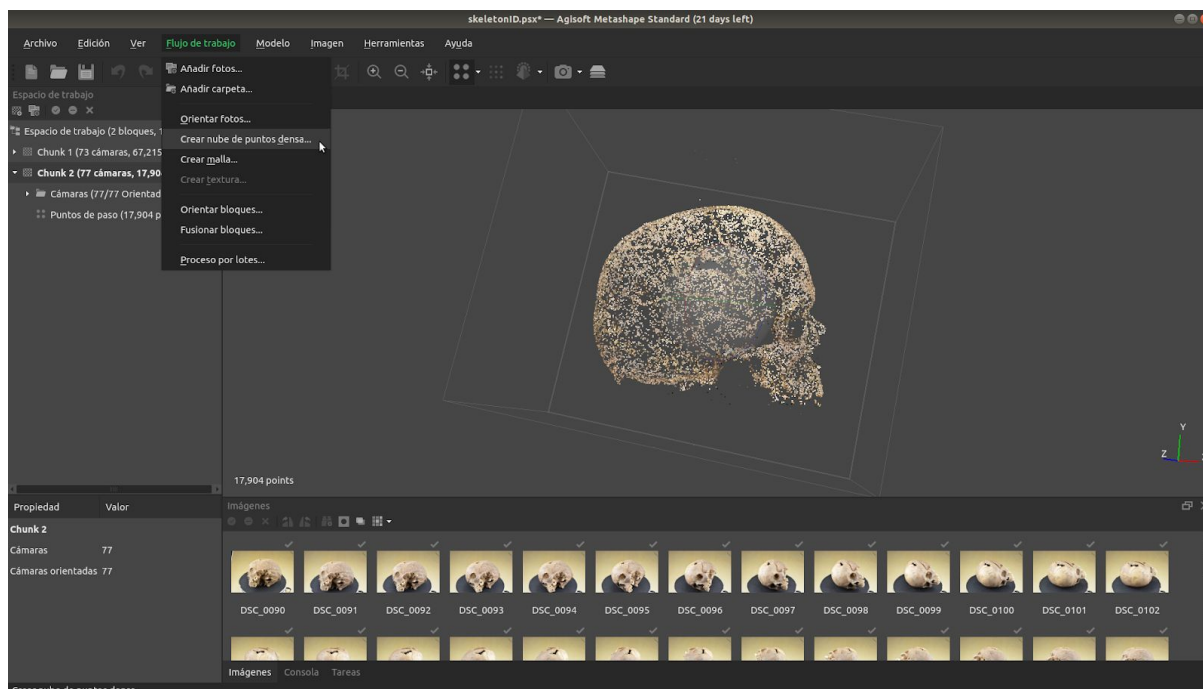 skeletonID.psx* — Agisoft Metashape Standard (21 days left)
Archivo Edición Ver Flujo de trabajo Modelo Imagen Herramientas Ayuda
Añadir fotos...
Añadir carpeta...
Orientar fotos...
Crear nube de puntos densa...
Crear malla...
Crear textura...
Orientar bloques...
Fusionar bloques...
Proceso por lotes...
Espacio de trabajo
Espacio de trabajo (2 bloques, 1
Chunk 1 (73 cámaras, 67,215
Chunk 2 (77 cámaras, 17,90
Cámaras (77/77 Orientad
Puntos de paso (17,904 p
Y
Z
17,904 points
Propiedad Valor
Chunk 2
Cámaras 77
Cámaras orientadas 77
Imágenes
DSC_0090 DSC_0091 DSC_0092 DSC_0093 DSC_0094 DSC_0095 DSC_0096 DSC_0097 DSC_0098 DSC_0099 DSC_0100 DSC_0101 DSC_0102
Imágenes Consola Tareas